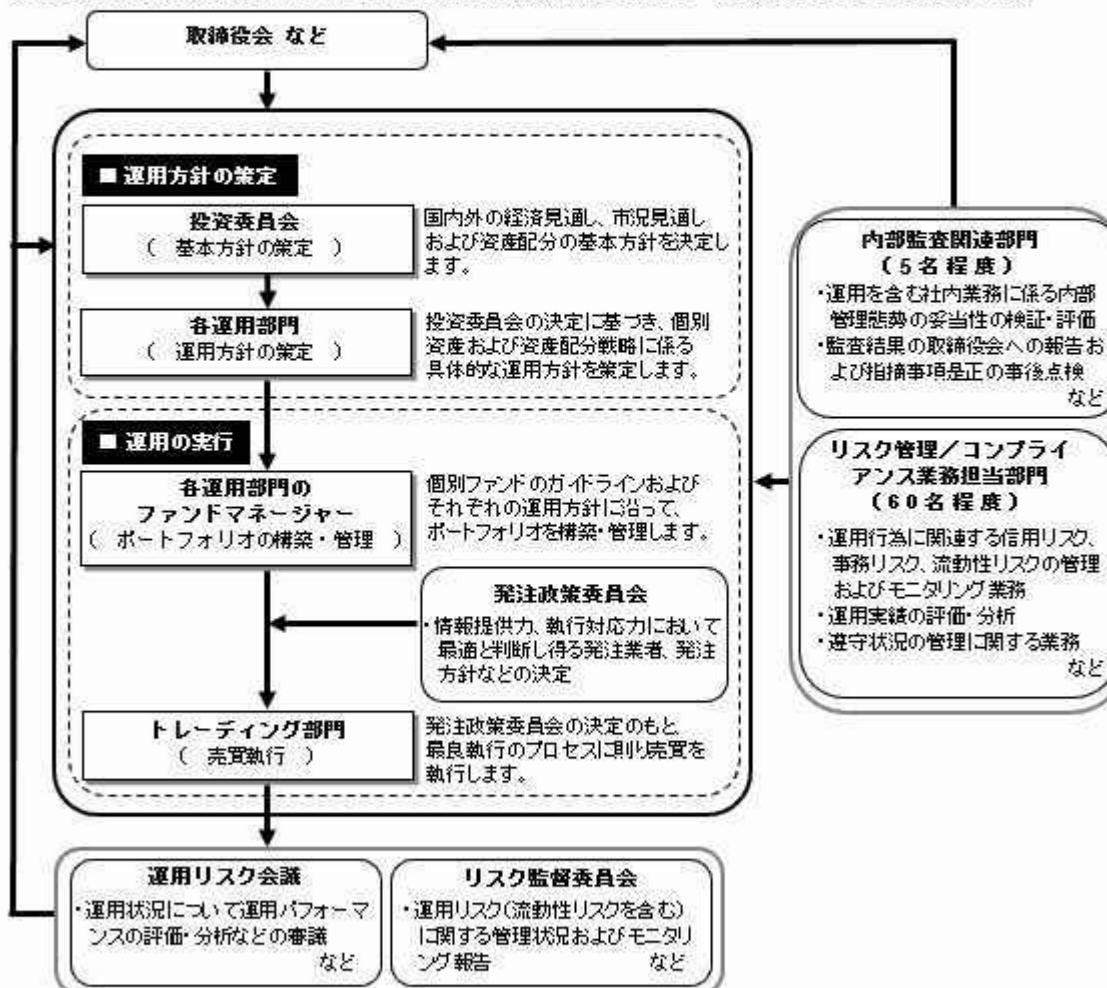 取締役会 など
■ 運用方針の策定
投資委員会
( 基本方針の策定 )
国内外の経済見通し、市況見通し
および資産配分の基本方針を決定し
ます。
各運用部門
( 運用方針の策定 )
投資委員会の決定に基づき、個別
資産および資産配分戦略に係る
具体的な運用方針を策定します。
■ 運用の実行
各運用部門の
ファンドマネージャー
( ポートフォリオの構築・管理 )
個別ファンドのガイドラインおよび
それぞれの運用方針に沿って、
ポートフォリオを構築・管理します。
発注政策委員会
・情報提供力、執行対応力において
最適と判断し得る発注業者、発注
方針などの決定
トレーディング部門
( 売買執行 )
発注政策委員会の決定のもと、
最良執行のプロセスに則り売買を
執行します。
内部監査関連部門
(5名程度)
・運用を含む社内業務に係る内部
管理態勢の妥当性の検証・評価
・監査結果の取締役会への報告お
よび指摘事項是正の事後点検
など
リスク管理/コンプライ
アンス業務担当部門
(60名程度)
・運用行為に関連する信用リスク、
事務リスク、流動性リスクの管理
およびモニタリング業務
・運用実績の評価・分析
・遵守状況の管理に関する業務
など
運用リスク会議
・運用状況について運用パフォーマ
ンスの評価・分析などの審議
など
リスク監督委員会
・運用リスク(流動性リスクを含む)
に関する管理状況およびモニタリ
ング報告 など